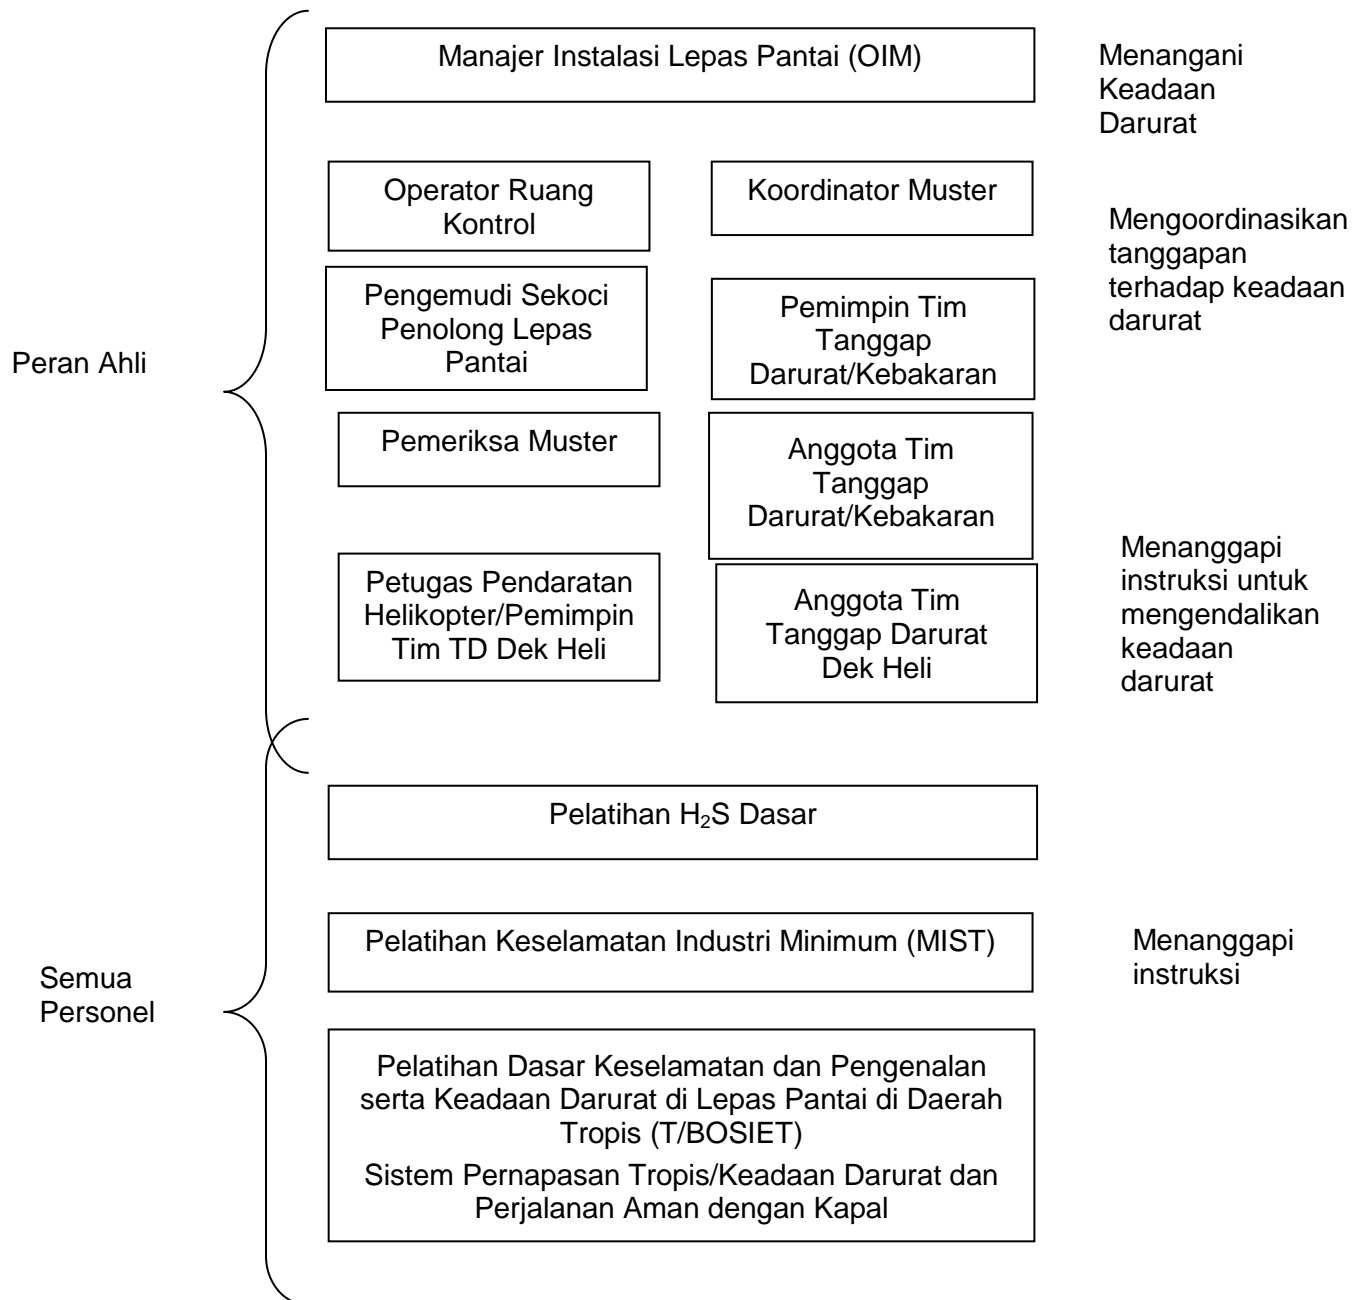 Manajer Instalasi Lepas Pantai (OIM)
Menangani
Keadaan
Darurat
Operator Ruang
Kontrol
Koordinator Muster
Mengoordinasikan
tanggapan
terhadap keadaan
darurat
Pengemudi Sekoci
Penolong Lepas
Pantai
Pemimpin Tim
Tanggap
Darurat/Kebakaran
Peran Ahli
Pemeriksa Muster
Anggota Tim
Tanggap
Darurat/Kebakaran
Petugas Pendaratan
Helikopter/Pemimpin
Tim TD Dek Heli
Anggota Tim
Tanggap Darurat
Dek Heli
Menanggapi
instruksi untuk
mengendalikan
keadaan
darurat
Pelatihan H₂S Dasar
Pelatihan Keselamatan Industri Minimum (MIST)
Menanggapi
instruksi
Semua
Personel
Pelatihan Dasar Keselamatan dan Pengenalan
serta Keadaan Darurat di Lepas Pantai di Daerah
Tropis (T/BOSIET)
Sistem Pernapasan Tropis/Keadaan Darurat dan
Perjalanan Aman dengan Kapal